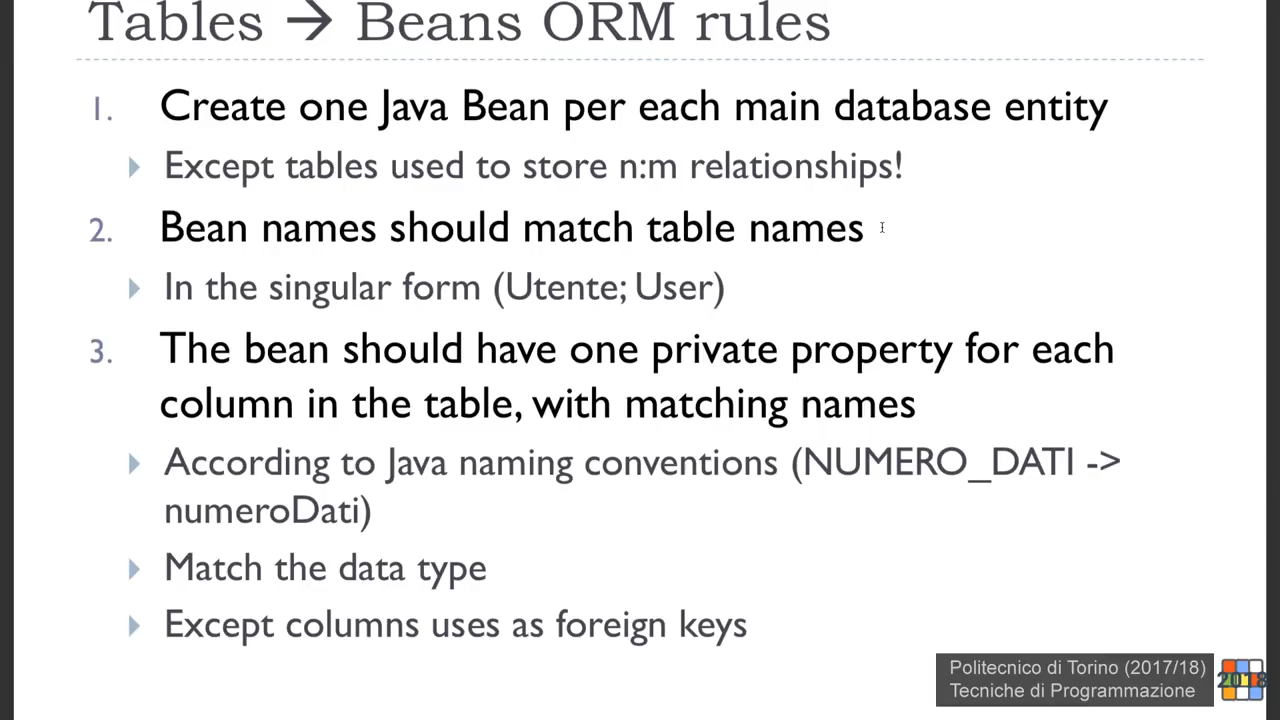 Tables → Beans ORM rules
1. Create one Java Bean per each main database entity
Except tables used to store n:m relationships!
2. Bean names should match table names
In the singular form (Utente; User)
3. The bean should have one private property for each
column in the table, with matching names
According to Java naming conventions (NUMERO_DATI ->
numeroDati)
Match the data type
Except columns uses as foreign keys
Politecnico di Torino (2017/18)
Tecniche di Programmazione
2018